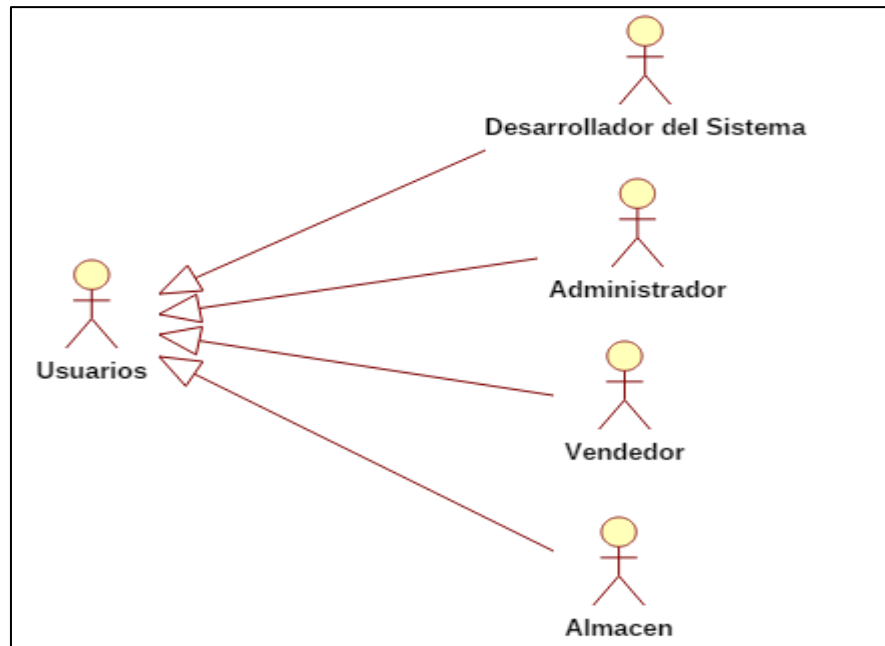 Desarrollador del Sistema
Administrador
Usuarios
Vendedor
Almacen